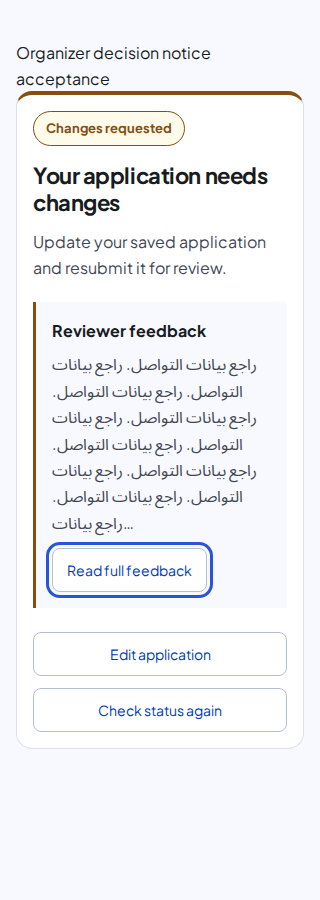 Organizer decision notice
acceptance
Changes requested
Your application needs
changes
Update your saved application
and resubmit it for review.
Reviewer feedback
راجع بيانات التواصل. راجع بيانات
التواصل. راجع بيانات التواصل.
راجع بيانات التواصل. راجع بيانات
التواصل. راجع بيانات التواصل.
راجع بيانات التواصل. راجع بيانات
التواصل. راجع بيانات التواصل.
راجع بيانات...
Read full feedback
Edit application
Check status again